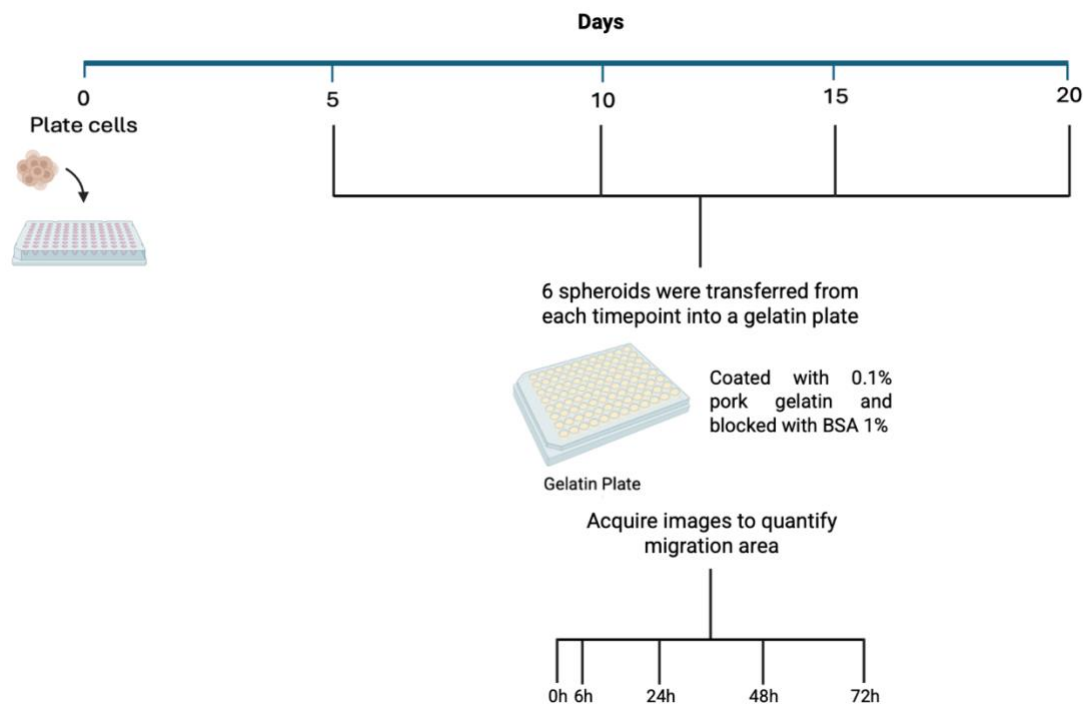 Days
0 5 10 15 20
Plate cells
6 spheroids were transferred from
each timepoint into a gelatin plate
Coated with 0.1%
pork gelatin and
blocked with BSA 1%
Gelatin Plate
Acquire images to quantify
migration area
0h 6h 24h 48h 72h